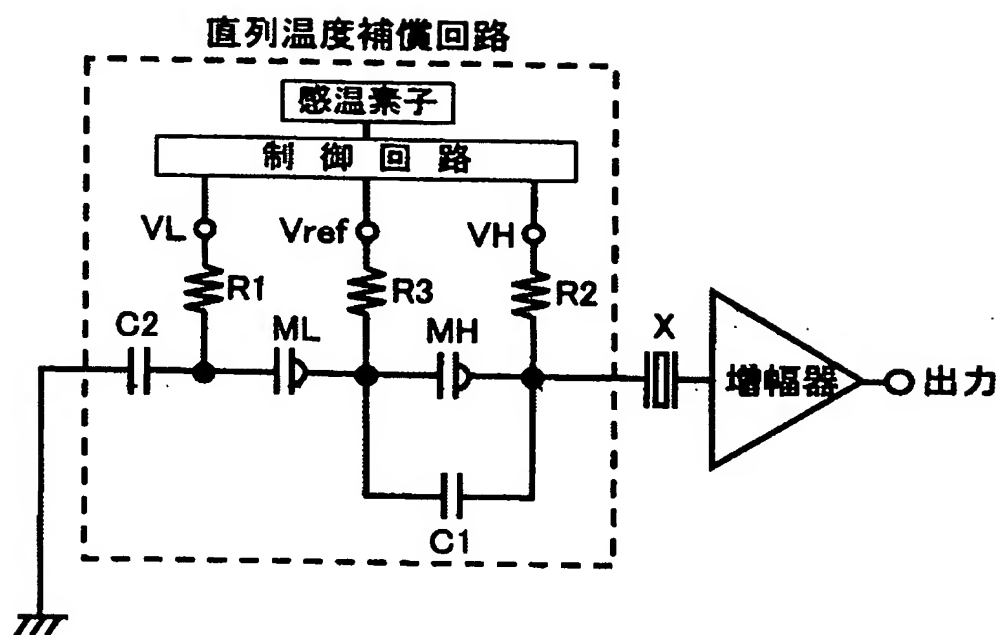 直列温度補償回路
感温素子
制御回路
VL
Vref
VH
R1
R3
R2
C2
ML
MH
X
増幅器
出力
C1